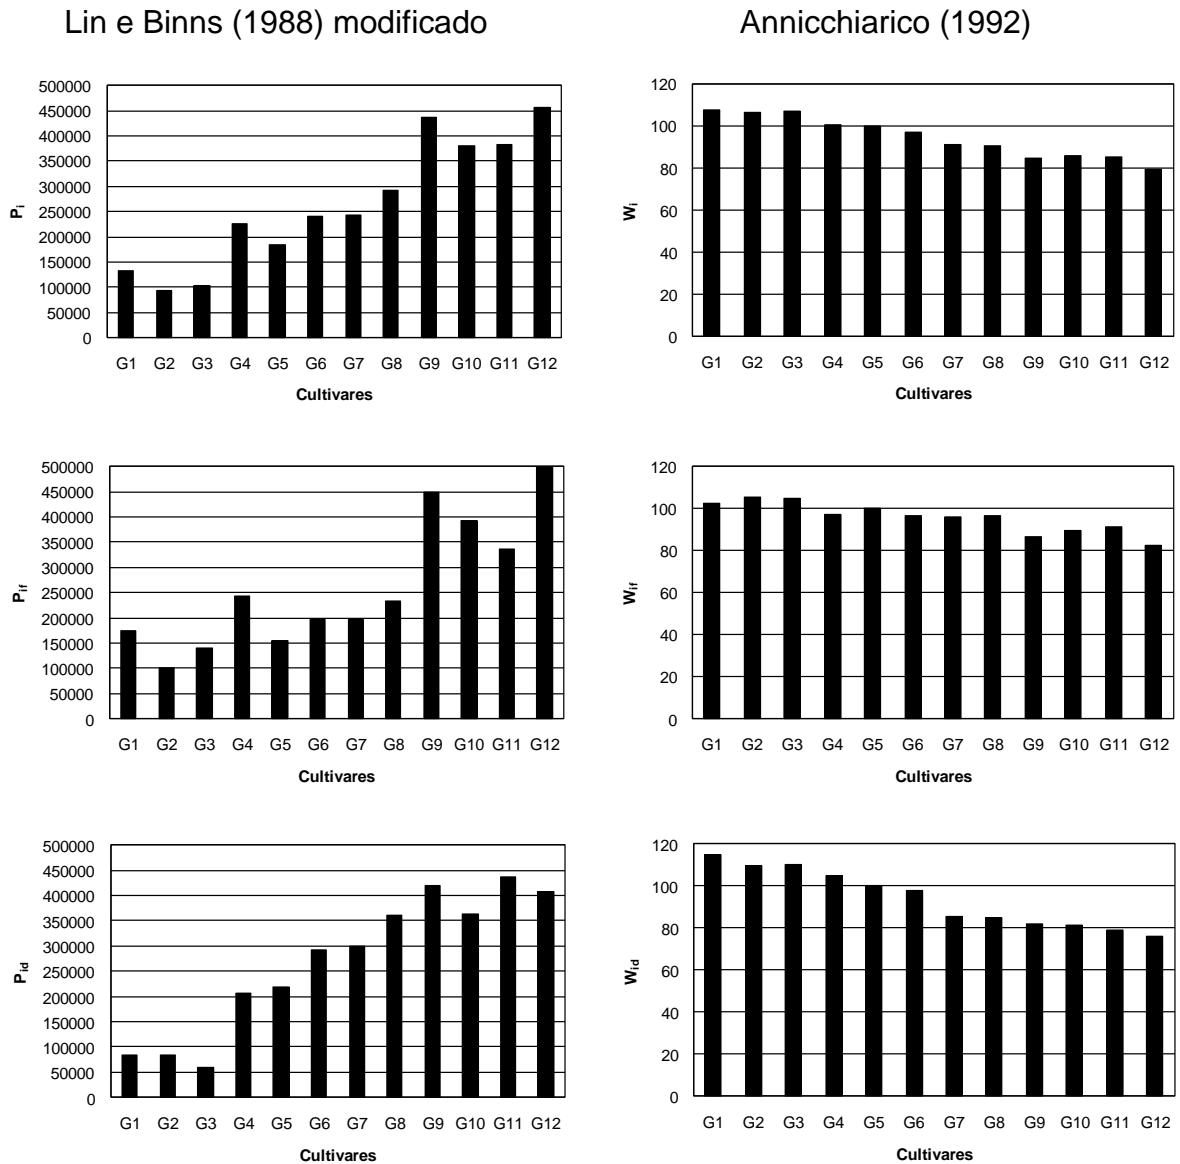 Lin e Binns (1988) modificado
Annicchiarico (1992)
500000
450000
400000
350000
300000
250000
200000
150000
100000
50000
0
Pi
G1 G2 G3 G4 G5 G6 G7 G8 G9 G10 G11 G12
Cultivares
120
100
80
60
40
20
0
Wi
G1 G2 G3 G4 G5 G6 G7 G8 G9 G10 G11 G12
Cultivares
500000
450000
400000
350000
300000
250000
200000
150000
100000
50000
0
Pif
G1 G2 G3 G4 G5 G6 G7 G8 G9 G10 G11 G12
Cultivares
120
100
80
60
40
20
0
Wif
G1 G2 G3 G4 G5 G6 G7 G8 G9 G10 G11 G12
Cultivares
500000
450000
400000
350000
300000
250000
200000
150000
100000
50000
0
Pid
G1 G2 G3 G4 G5 G6 G7 G8 G9 G10 G11 G12
Cultivares
120
100
80
60
40
20
0
Wid
G1 G2 G3 G4 G5 G6 G7 G8 G9 G10 G11 G12
Cultivares